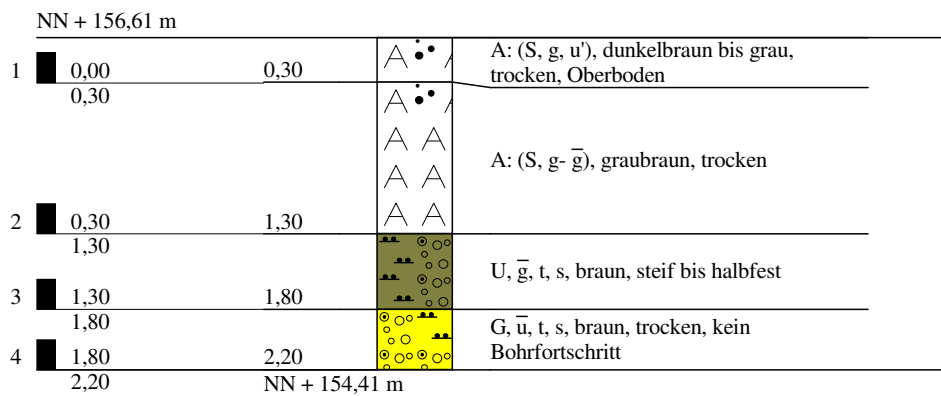 NN + 156,61 m
1 0,00 0,30 A: (S, g, u'), dunkelbraun bis grau,
0,30 trocken, Oberboden
A: (S, g- g̅), graubraun, trocken
2 0,30 1,30
1,30
U, g̅, t, s, braun, steif bis halbfest
3 1,30 1,80
1,80
G, u̅, t, s, braun, trocken, kein
4 1,80 2,20 Bohrfortschritt
2,20 NN + 154,41 m